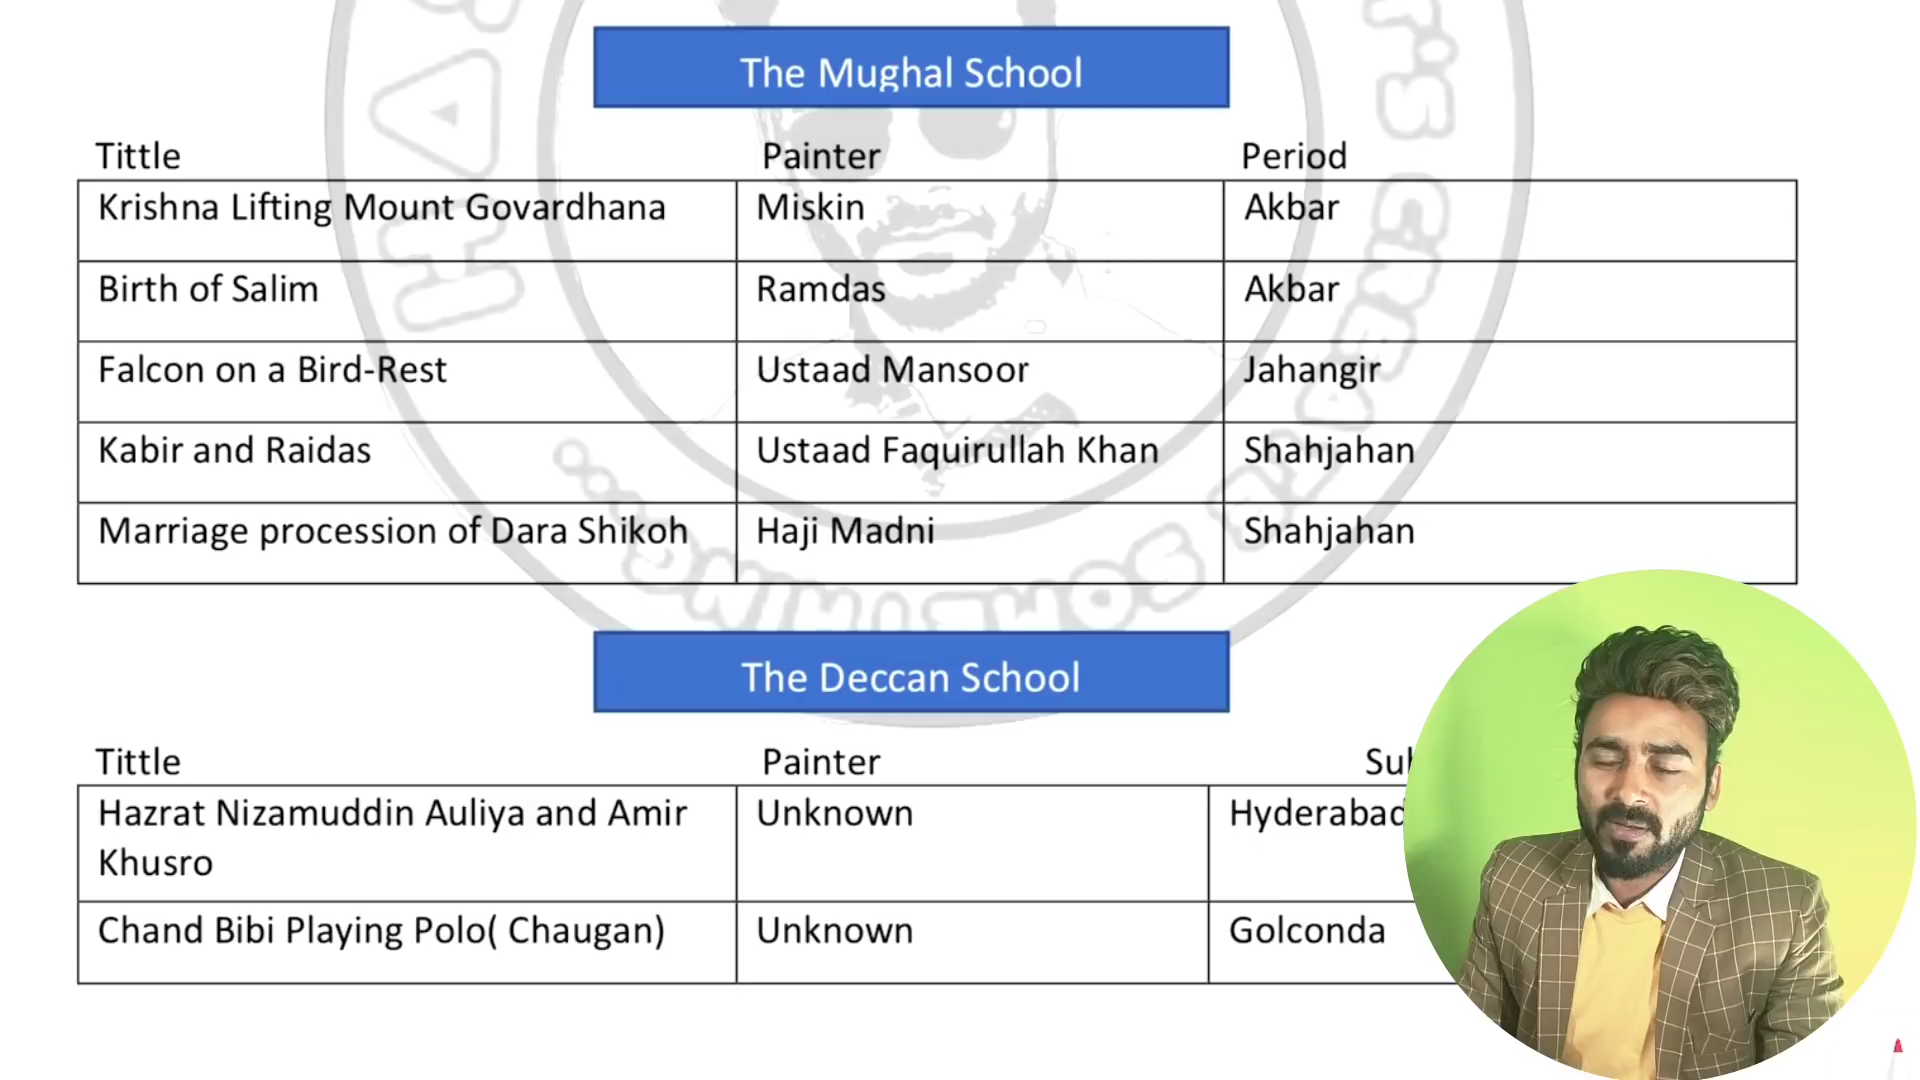 The Mughal School
Tittle Painter Period
Krishna Lifting Mount Govardhana Miskin Akbar
Birth of Salim Ramdas Akbar
Falcon on a Bird-Rest Ustaad Mansoor Jahangir
Kabir and Raidas Ustaad Faquirullah Khan Shahjahan
Marriage procession of Dara Shikoh Haji Madni Shahjahan
SOMETHING
The Deccan School
Tittle Painter
Hazrat Nizamuddin Auliya and Amir Unknown Hyderabad
Khusro
Chand Bibi Playing Polo( Chaugan) Unknown Golconda